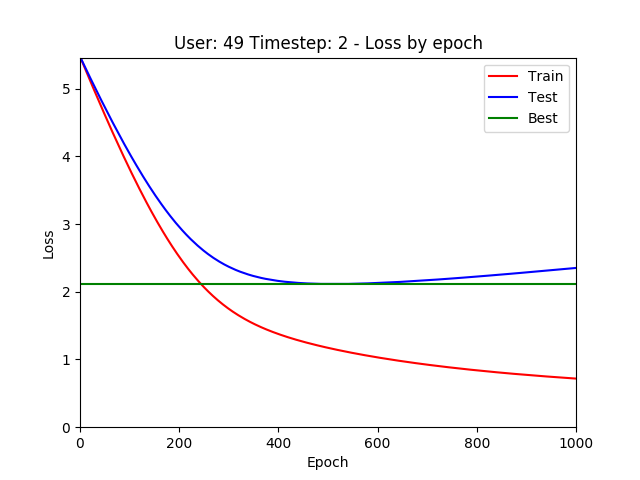 User: 49 Timestep: 2 - Loss by epoch
Train
Test
Best
5
4
3
2
1
0
Loss
0 200 400 600 800 1000
Epoch